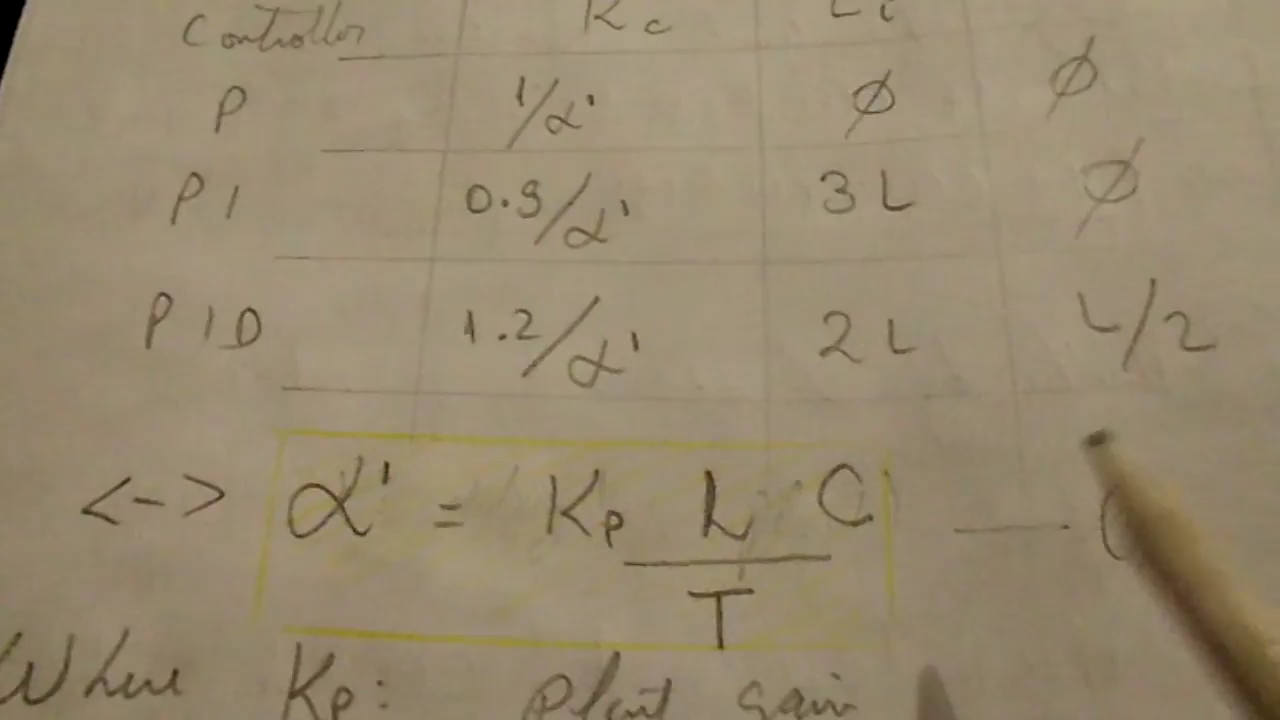 Controller Kc
P 1/α' ∅ ∅
PI 0.9/α' 3L ∅
PID 1.2/α' 2L L/2
<-> α' = Kp L C / T — (
Where Kp: plant gain